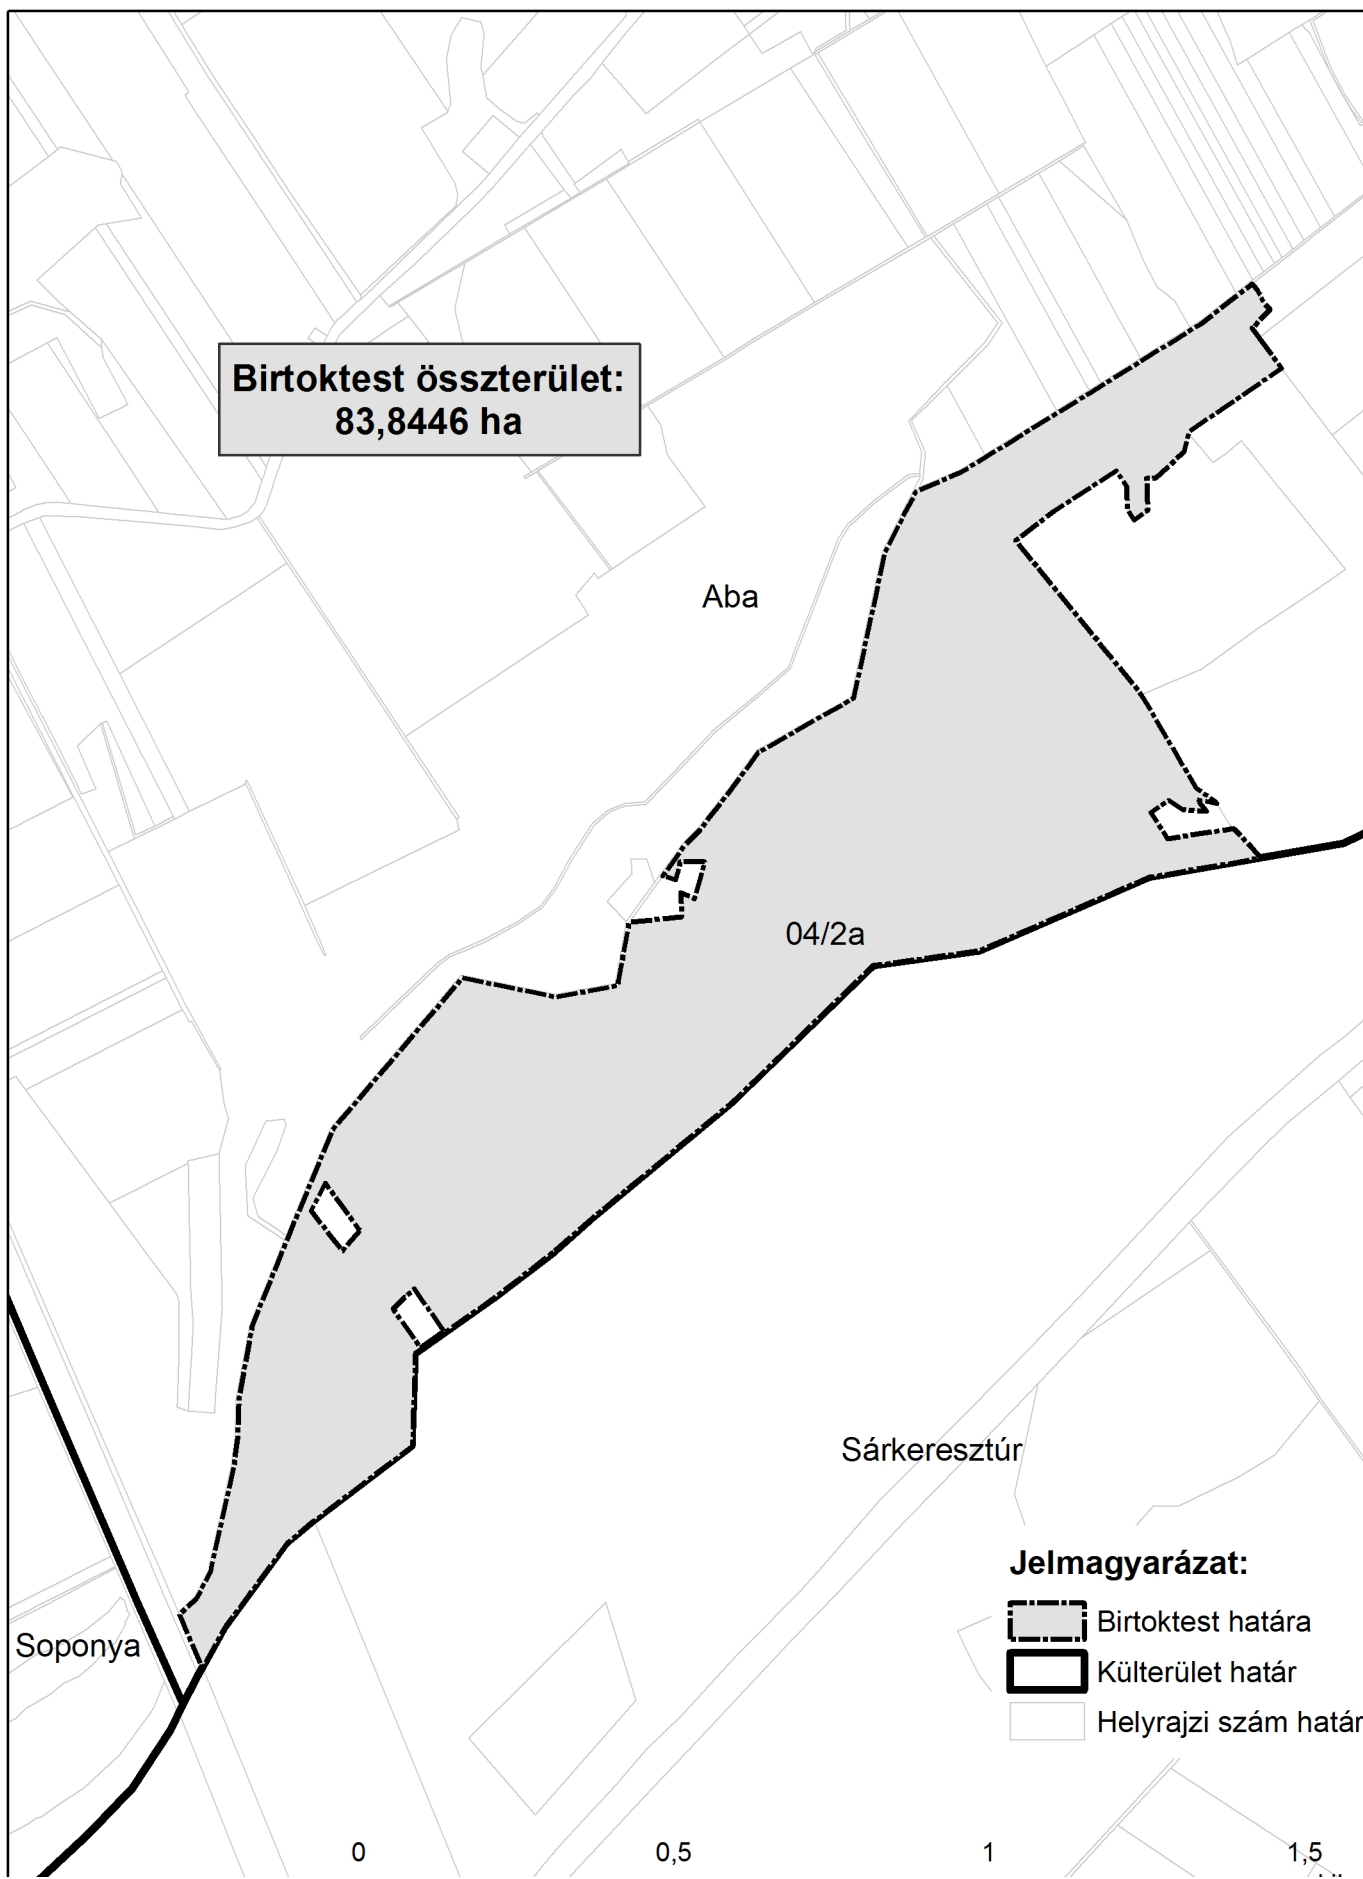 Birtoktest összterület:
83,8446 ha
Aba
04/2a
Sárkeresztúr
Soponya
Jelmagyarázat:
Birtoktest határa
Külterület határ
Helyrajzi szám határ
0 0,5 1 1,5